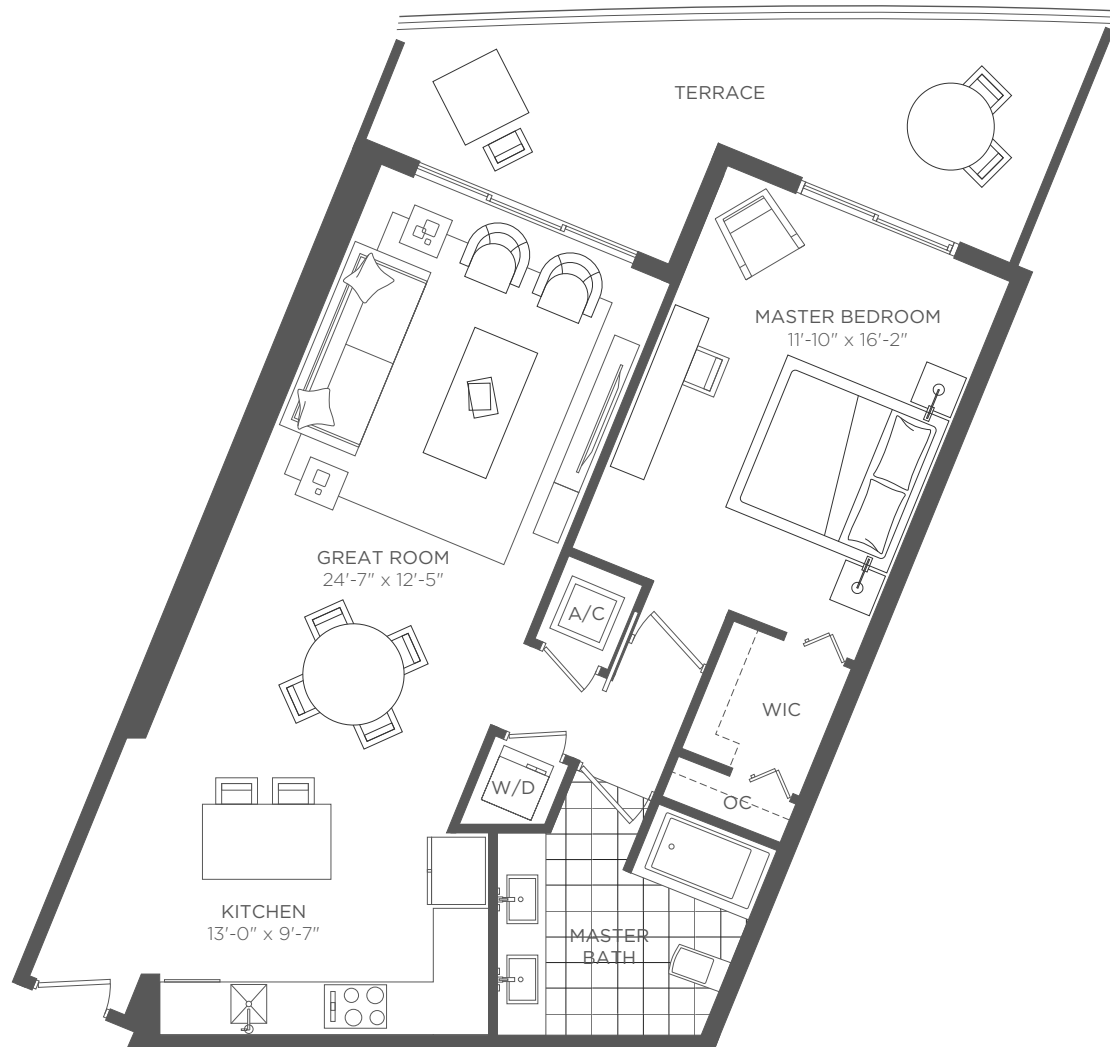 TERRACE
MASTER BEDROOM
11'-10" x 16'-2"
GREAT ROOM
24'-7" x 12'-5"
A/C
WIC
W/D
OC
KITCHEN
13'-0" x 9'-7"
MASTER
BATH